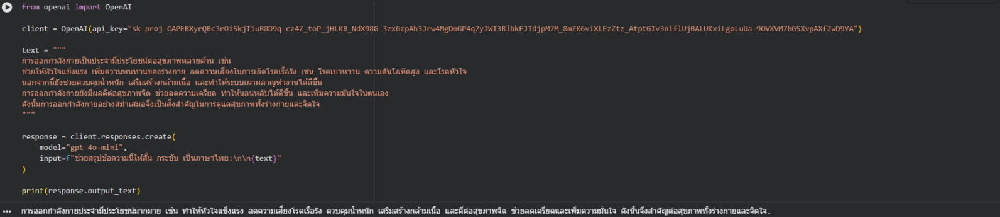 from openai import OpenAI
client = OpenAI(api_key="[API key omitted]")
text = """
การออกกำลังกายเป็นประจำมีประโยชน์ต่อสุขภาพหลายด้าน เช่น
ช่วยให้หัวใจแข็งแรง เพิ่มความทนทานของร่างกาย ลดความเสี่ยงในการเกิดโรคเรื้อรัง เช่น โรคเบาหวาน ความดันโลหิตสูง และโรคหัวใจ
นอกจากนี้ยังช่วยควบคุมน้ำหนัก เสริมสร้างกล้ามเนื้อ และทำให้ระบบเผาผลาญทำงานได้ดีขึ้น
การออกกำลังกายยังมีผลดีต่อสุขภาพจิต ช่วยลดความเครียด ทำให้นอนหลับได้ดีขึ้น และเพิ่มความมั่นใจในตนเอง
ดังนั้นการออกกำลังกายอย่างสม่ำเสมอจึงเป็นสิ่งสำคัญในการดูแลสุขภาพทั้งร่างกายและจิตใจ
"""
response = client.responses.create(
    model="gpt-4o-mini",
    input=f"ช่วยสรุปข้อความนี้ให้สั้น กระชับ เป็นภาษาไทย:\n\n{text}"
)
print(response.output_text)
การออกกำลังกายประจำมีประโยชน์มากมาย เช่น ทำให้หัวใจแข็งแรง ลดความเสี่ยงโรคเรื้อรัง ควบคุมน้ำหนัก เสริมสร้างกล้ามเนื้อ และดีต่อสุขภาพจิต ช่วยลดเครียดและเพิ่มความมั่นใจ ดังนั้นจึงสำคัญต่อสุขภาพทั้งร่างกายและจิตใจ.